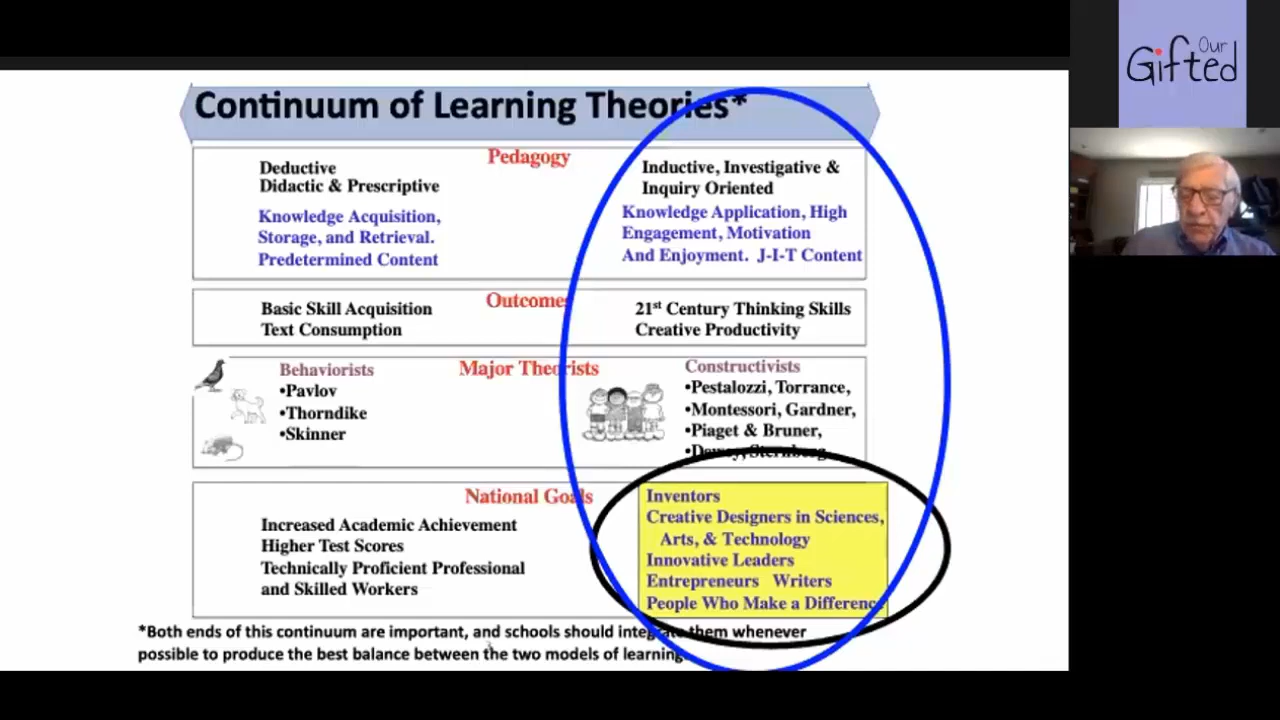 Our
Gifted
Continuum of Learning Theories*
Pedagogy
Deductive
Didactic & Prescriptive
Knowledge Acquisition,
Storage, and Retrieval.
Predetermined Content
Inductive, Investigative &
Inquiry Oriented
Knowledge Application, High
Engagement, Motivation
And Enjoyment. J-I-T Content
Outcomes
Basic Skill Acquisition
Text Consumption
21st Century Thinking Skills
Creative Productivity
Major Theorists
Behaviorists
•Pavlov
•Thorndike
•Skinner
Constructivists
•Pestalozzi, Torrance,
•Montessori, Gardner,
•Piaget & Bruner,
•Dewey, Sternberg
National Goals
Increased Academic Achievement
Higher Test Scores
Technically Proficient Professional
and Skilled Workers
Inventors
Creative Designers in Sciences,
Arts, & Technology
Innovative Leaders
Entrepreneurs Writers
People Who Make a Difference
*Both ends of this continuum are important, and schools should integrate them whenever
possible to produce the best balance between the two models of learning.